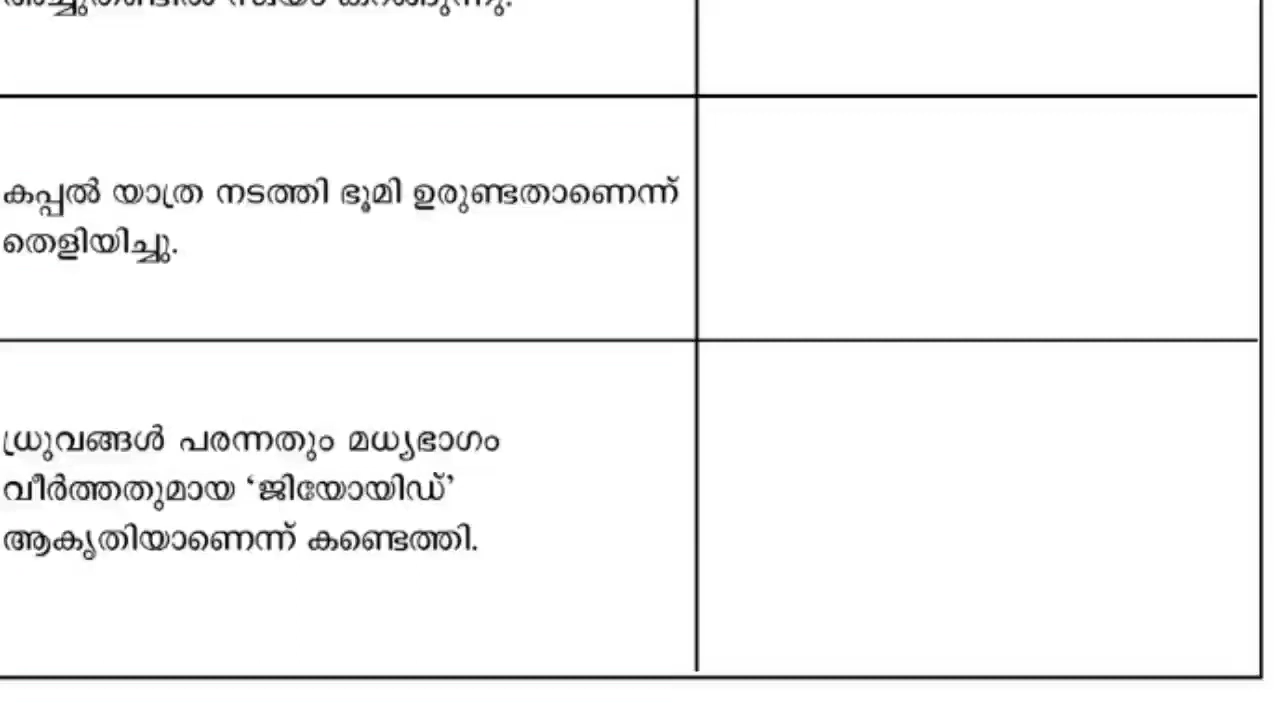 കപ്പൽ യാത്ര നടത്തി ഭൂമി ഉരുണ്ടതാണെന്ന്
തെളിയിച്ചു.
ധ്രുവങ്ങൾ പരന്നതും മധ്യഭാഗം
വീർത്തതുമായ ‘ജിയോയിഡ്’
ആകൃതിയാണെന്ന് കണ്ടെത്തി.